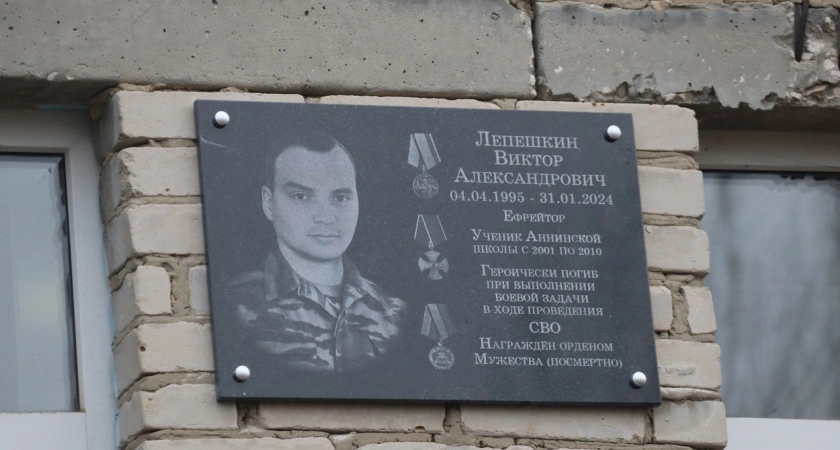 Лепешкин
Виктор
Александрович
04.04.1995 - 31.01.2024
Ефрейтор
Ученик Аннинской
школы с 2001 по 2010
Героически погиб
при выполнении
боевой задачи
в ходе проведения
СВО
Награждён орденом
Мужества (посмертно)